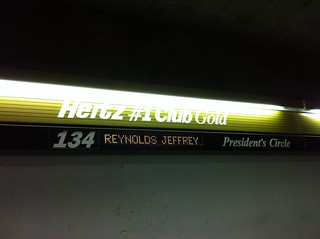 Hertz #1 Club Gold
134 REYNOLDS JEFFREY President's Circle